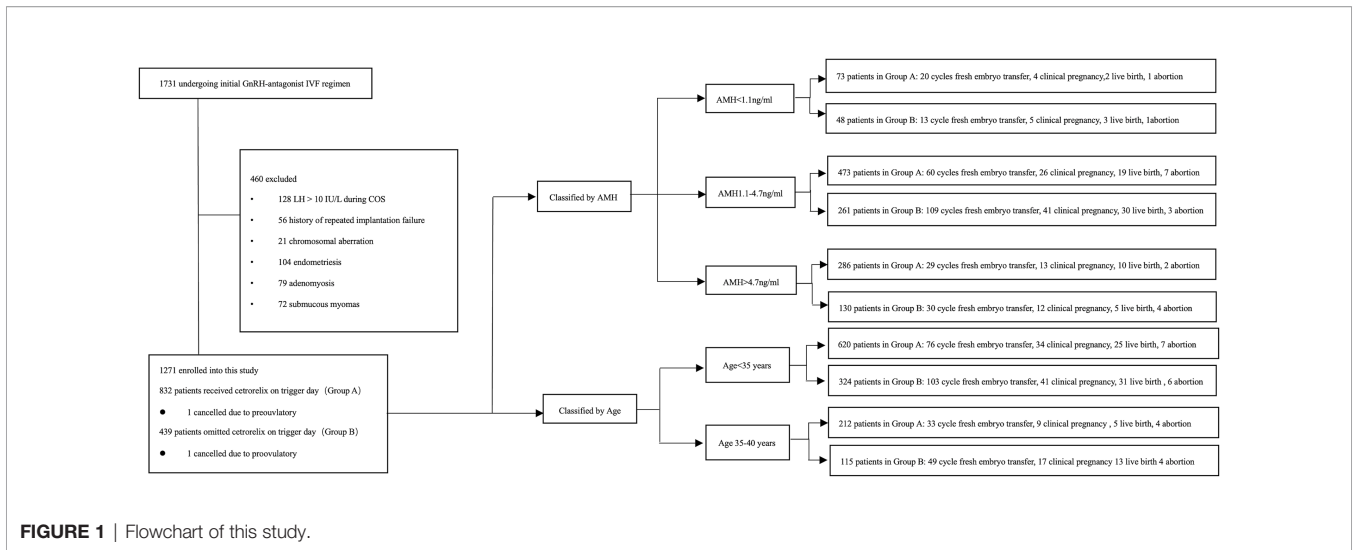 1731 undergoing initial GnRH-antagonist IVF regimen
460 excluded
• 128 LH > 10 IU/L during COS
• 56 history of repeated implantation failure
• 21 chromosomal aberration
• 104 endometriesis
• 79 adenomyosis
• 72 submucous myomas
1271 enrolled into this study
832 patients received cetrorelix on trigger day (Group A)
● 1 cancelled due to preouvlatory
439 patients omitted cetrorelix on trigger day (Group B)
● 1 cancelled due to proovulatory
Classified by AMH
AMH<1.1ng/ml
73 patients in Group A: 20 cycles fresh embryo transfer, 4 clinical pregnancy,2 live birth, 1 abortion
48 patients in Group B: 13 cycle fresh embryo transfer, 5 clinical pregnancy, 3 live birth, 1abortion
AMH1.1-4.7ng/ml
473 patients in Group A: 60 cycles fresh embryo transfer, 26 clinical pregnancy, 19 live birth, 7 abortion
261 patients in Group B: 109 cycles fresh embryo transfer, 41 clinical pregnancy, 30 live birth, 3 abortion
AMH>4.7ng/ml
286 patients in Group A: 29 cycles fresh embryo transfer, 13 clinical pregnancy, 10 live birth, 2 abortion
130 patients in Group B: 30 cycle fresh embryo transfer, 12 clinical pregnancy, 5 live birth, 4 abortion
Classified by Age
Age<35 years
620 patients in Group A: 76 cycle fresh embryo transfer, 34 clinical pregnancy, 25 live birth, 7 abortion
324 patients in Group B: 103 cycle fresh embryo transfer, 41 clinical pregnancy, 31 live birth , 6 abortion
Age 35-40 years
212 patients in Group A: 33 cycle fresh embryo transfer, 9 clinical pregnancy , 5 live birth, 4 abortion
115 patients in Group B: 49 cycle fresh embryo transfer, 17 clinical pregnancy 13 live birth 4 abortion
FIGURE 1 | Flowchart of this study.